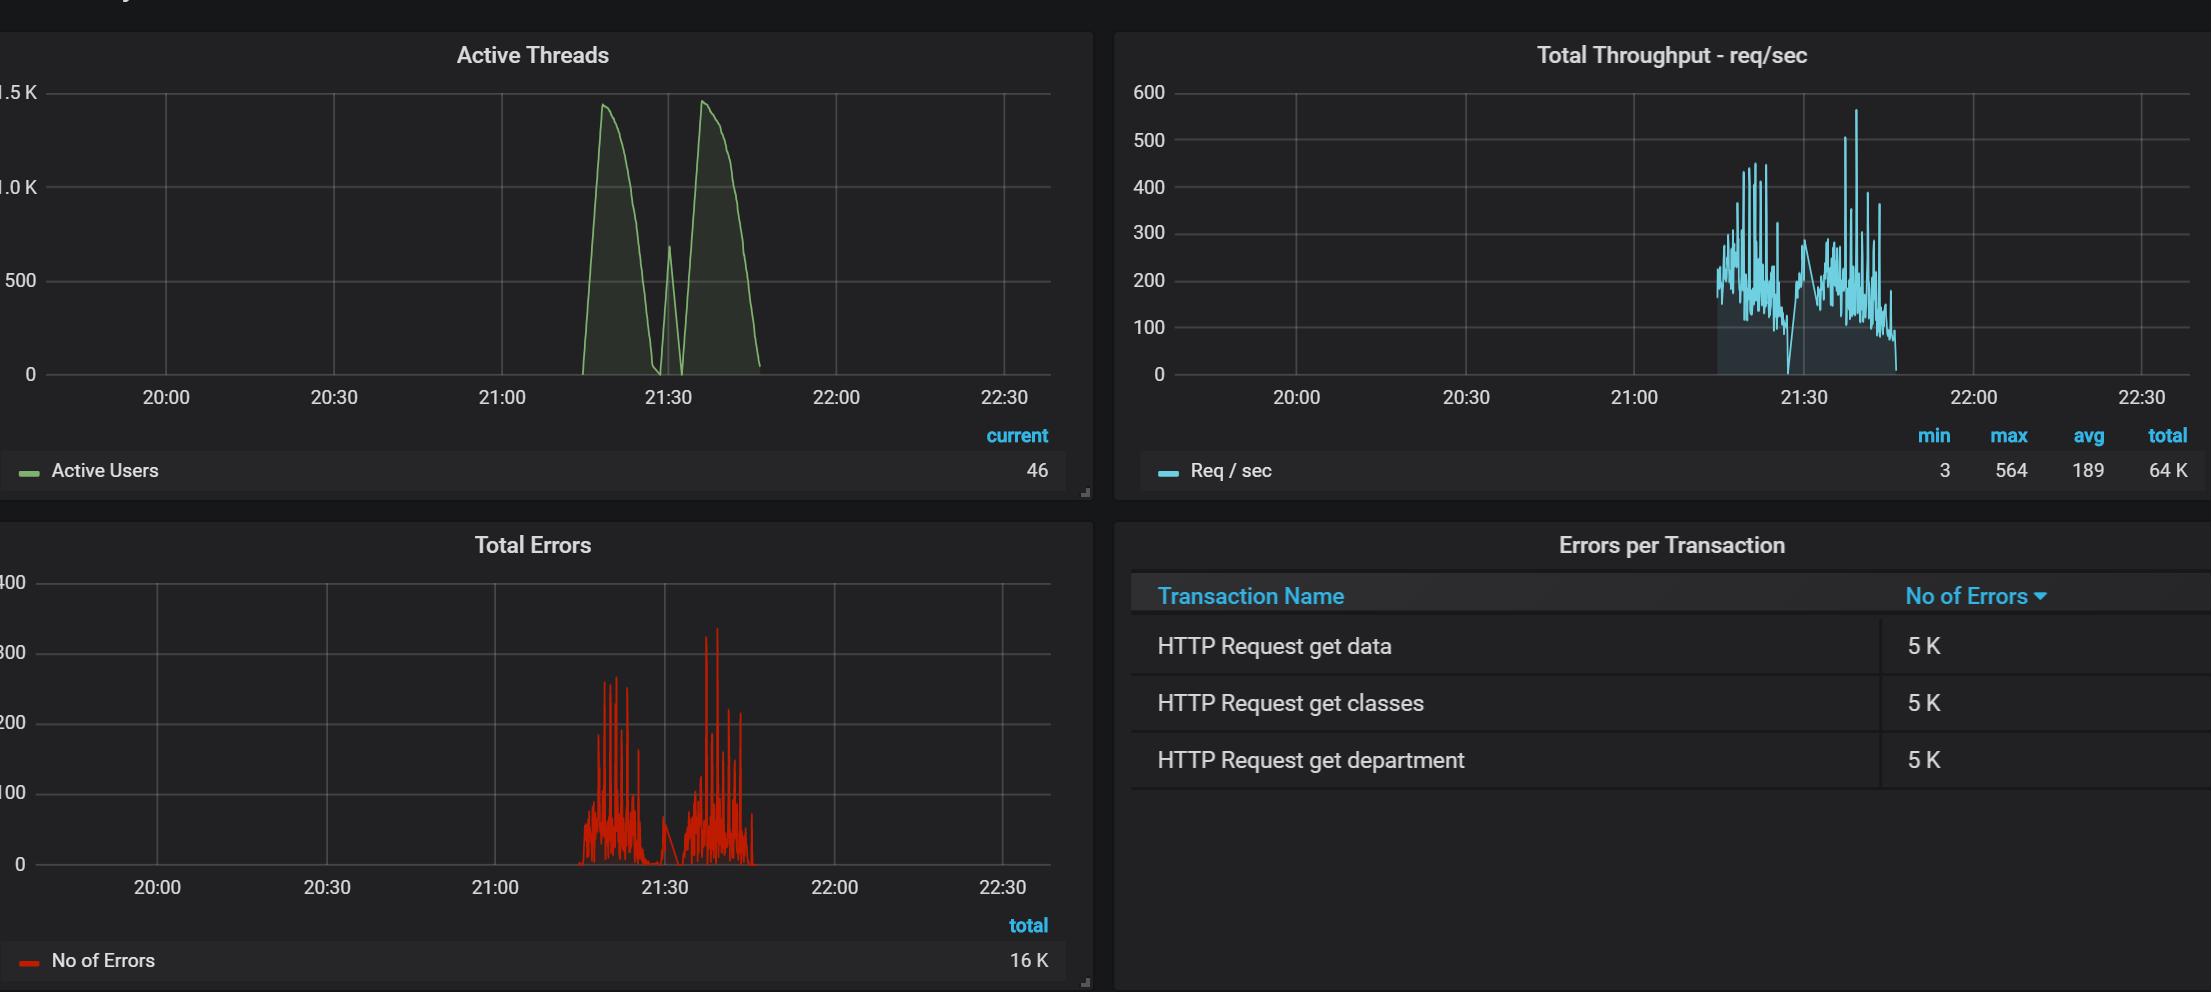 Active Threads
1.5 K
1.0 K
500
0
20:00 20:30 21:00 21:30 22:00 22:30
current
Active Users 46
Total Throughput - req/sec
600
500
400
300
200
100
0
20:00 20:30 21:00 21:30 22:00 22:30
min max avg total
Req / sec 3 564 189 64 K
Total Errors
400
300
200
100
0
20:00 20:30 21:00 21:30 22:00 22:30
total
No of Errors 16 K
Errors per Transaction
Transaction Name No of Errors
HTTP Request get data 5 K
HTTP Request get classes 5 K
HTTP Request get department 5 K